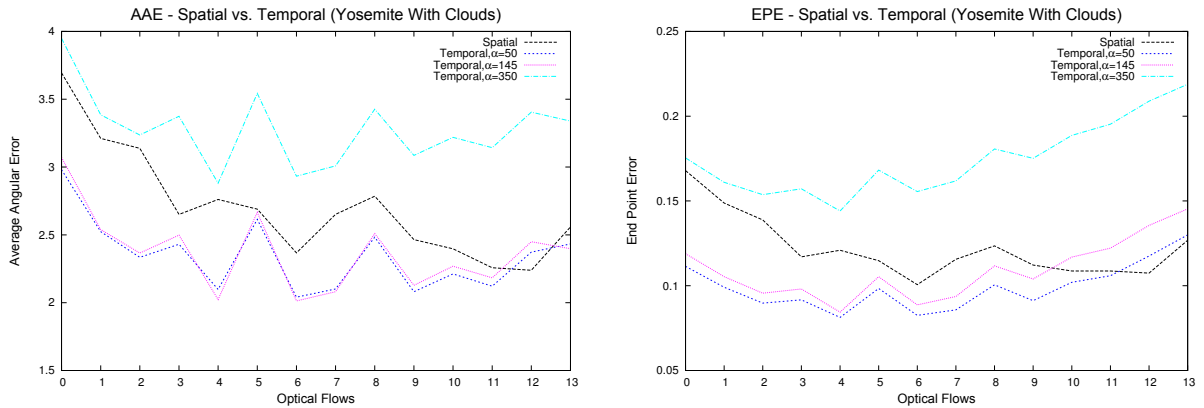 AAE - Spatial vs. Temporal (Yosemite With Clouds)
Average Angular Error
4
3.5
3
2.5
2
1.5
Spatial
Temporal,α=50
Temporal,α=145
Temporal,α=350
0 1 2 3 4 5 6 7 8 9 10 11 12 13
Optical Flows
EPE - Spatial vs. Temporal (Yosemite With Clouds)
End Point Error
0.25
0.2
0.15
0.1
0.05
Spatial
Temporal,α=50
Temporal,α=145
Temporal,α=350
0 1 2 3 4 5 6 7 8 9 10 11 12 13
Optical Flows